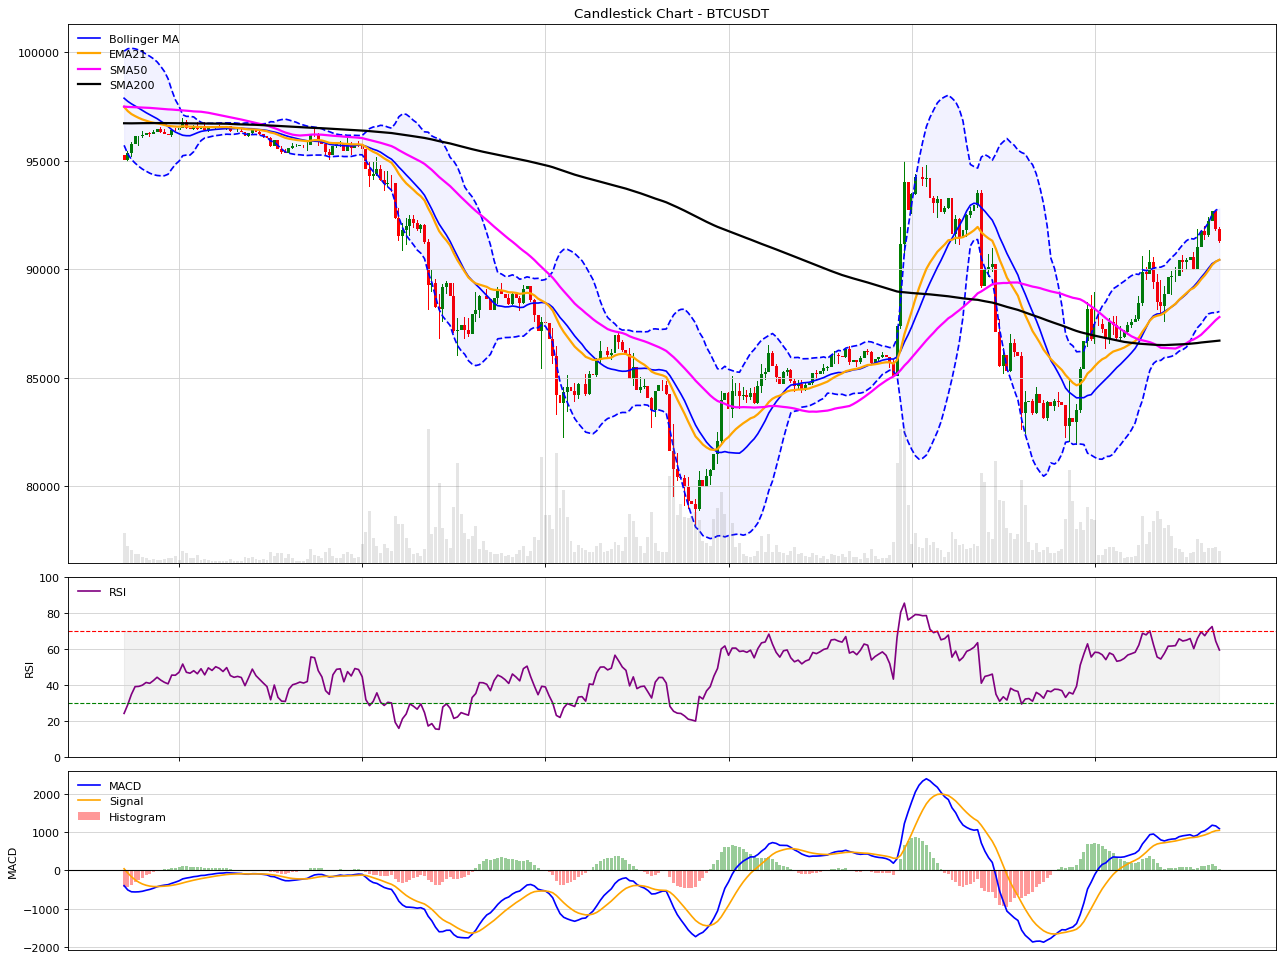 Candlestick Chart - BTCUSDT
Bollinger MA
EMA21
SMA50
SMA200
100000
95000
90000
85000
80000
RSI
RSI
100
80
60
40
20
0
MACD
Signal
Histogram
MACD
2000
1000
0
−1000
−2000